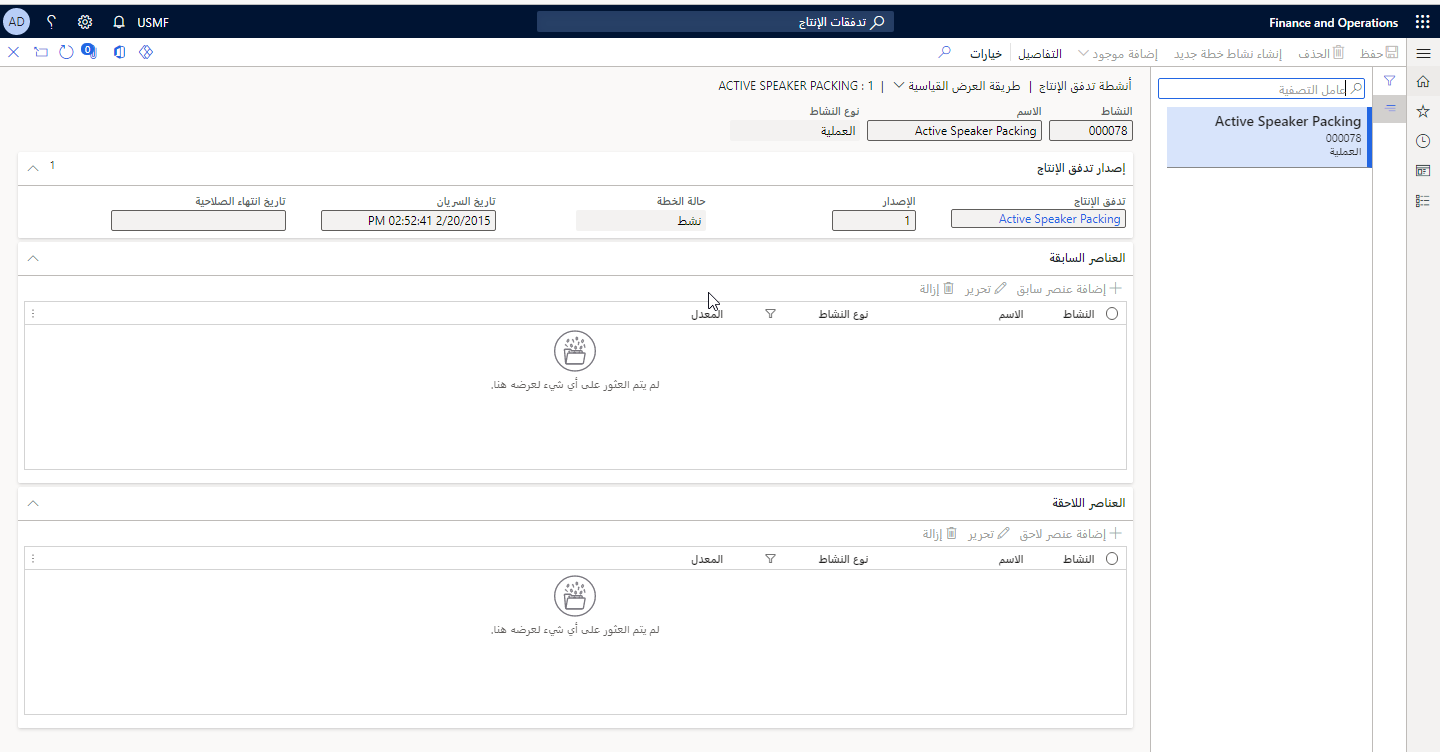 Finance and Operations
تدفقات الإنتاج
USMF
AD
حفظ
الحذف
إنشاء نشاط خطة جديد
إضافة موجود
التفاصيل
خيارات
0
عامل التصفية
Active Speaker Packing
000078
العملية
أنشطة تدفق الإنتاج | طريقة العرض القياسية | ACTIVE SPEAKER PACKING : 1
النشاط
الاسم
نوع النشاط
000078
Active Speaker Packing
العملية
إصدار تدفق الإنتاج
1
تدفق الإنتاج
الإصدار
حالة الخطة
تاريخ السريان
تاريخ انتهاء الصلاحية
Active Speaker Packing
1
نشط
2/20/2015 02:52:41 PM
العناصر السابقة
إضافة عنصر سابق
تحرير
إزالة
النشاط
الاسم
نوع النشاط
المعدل
لم يتم العثور على أي شيء لعرضه هنا.
العناصر اللاحقة
إضافة عنصر لاحق
تحرير
إزالة
النشاط
الاسم
نوع النشاط
المعدل
لم يتم العثور على أي شيء لعرضه هنا.